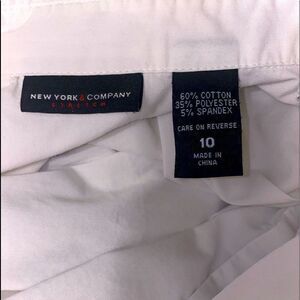 NEW YORK & COMPANY
STRETCH
60% COTTON
35% POLYESTER
5% SPANDEX
CARE ON REVERSE
10
MADE IN
CHINA